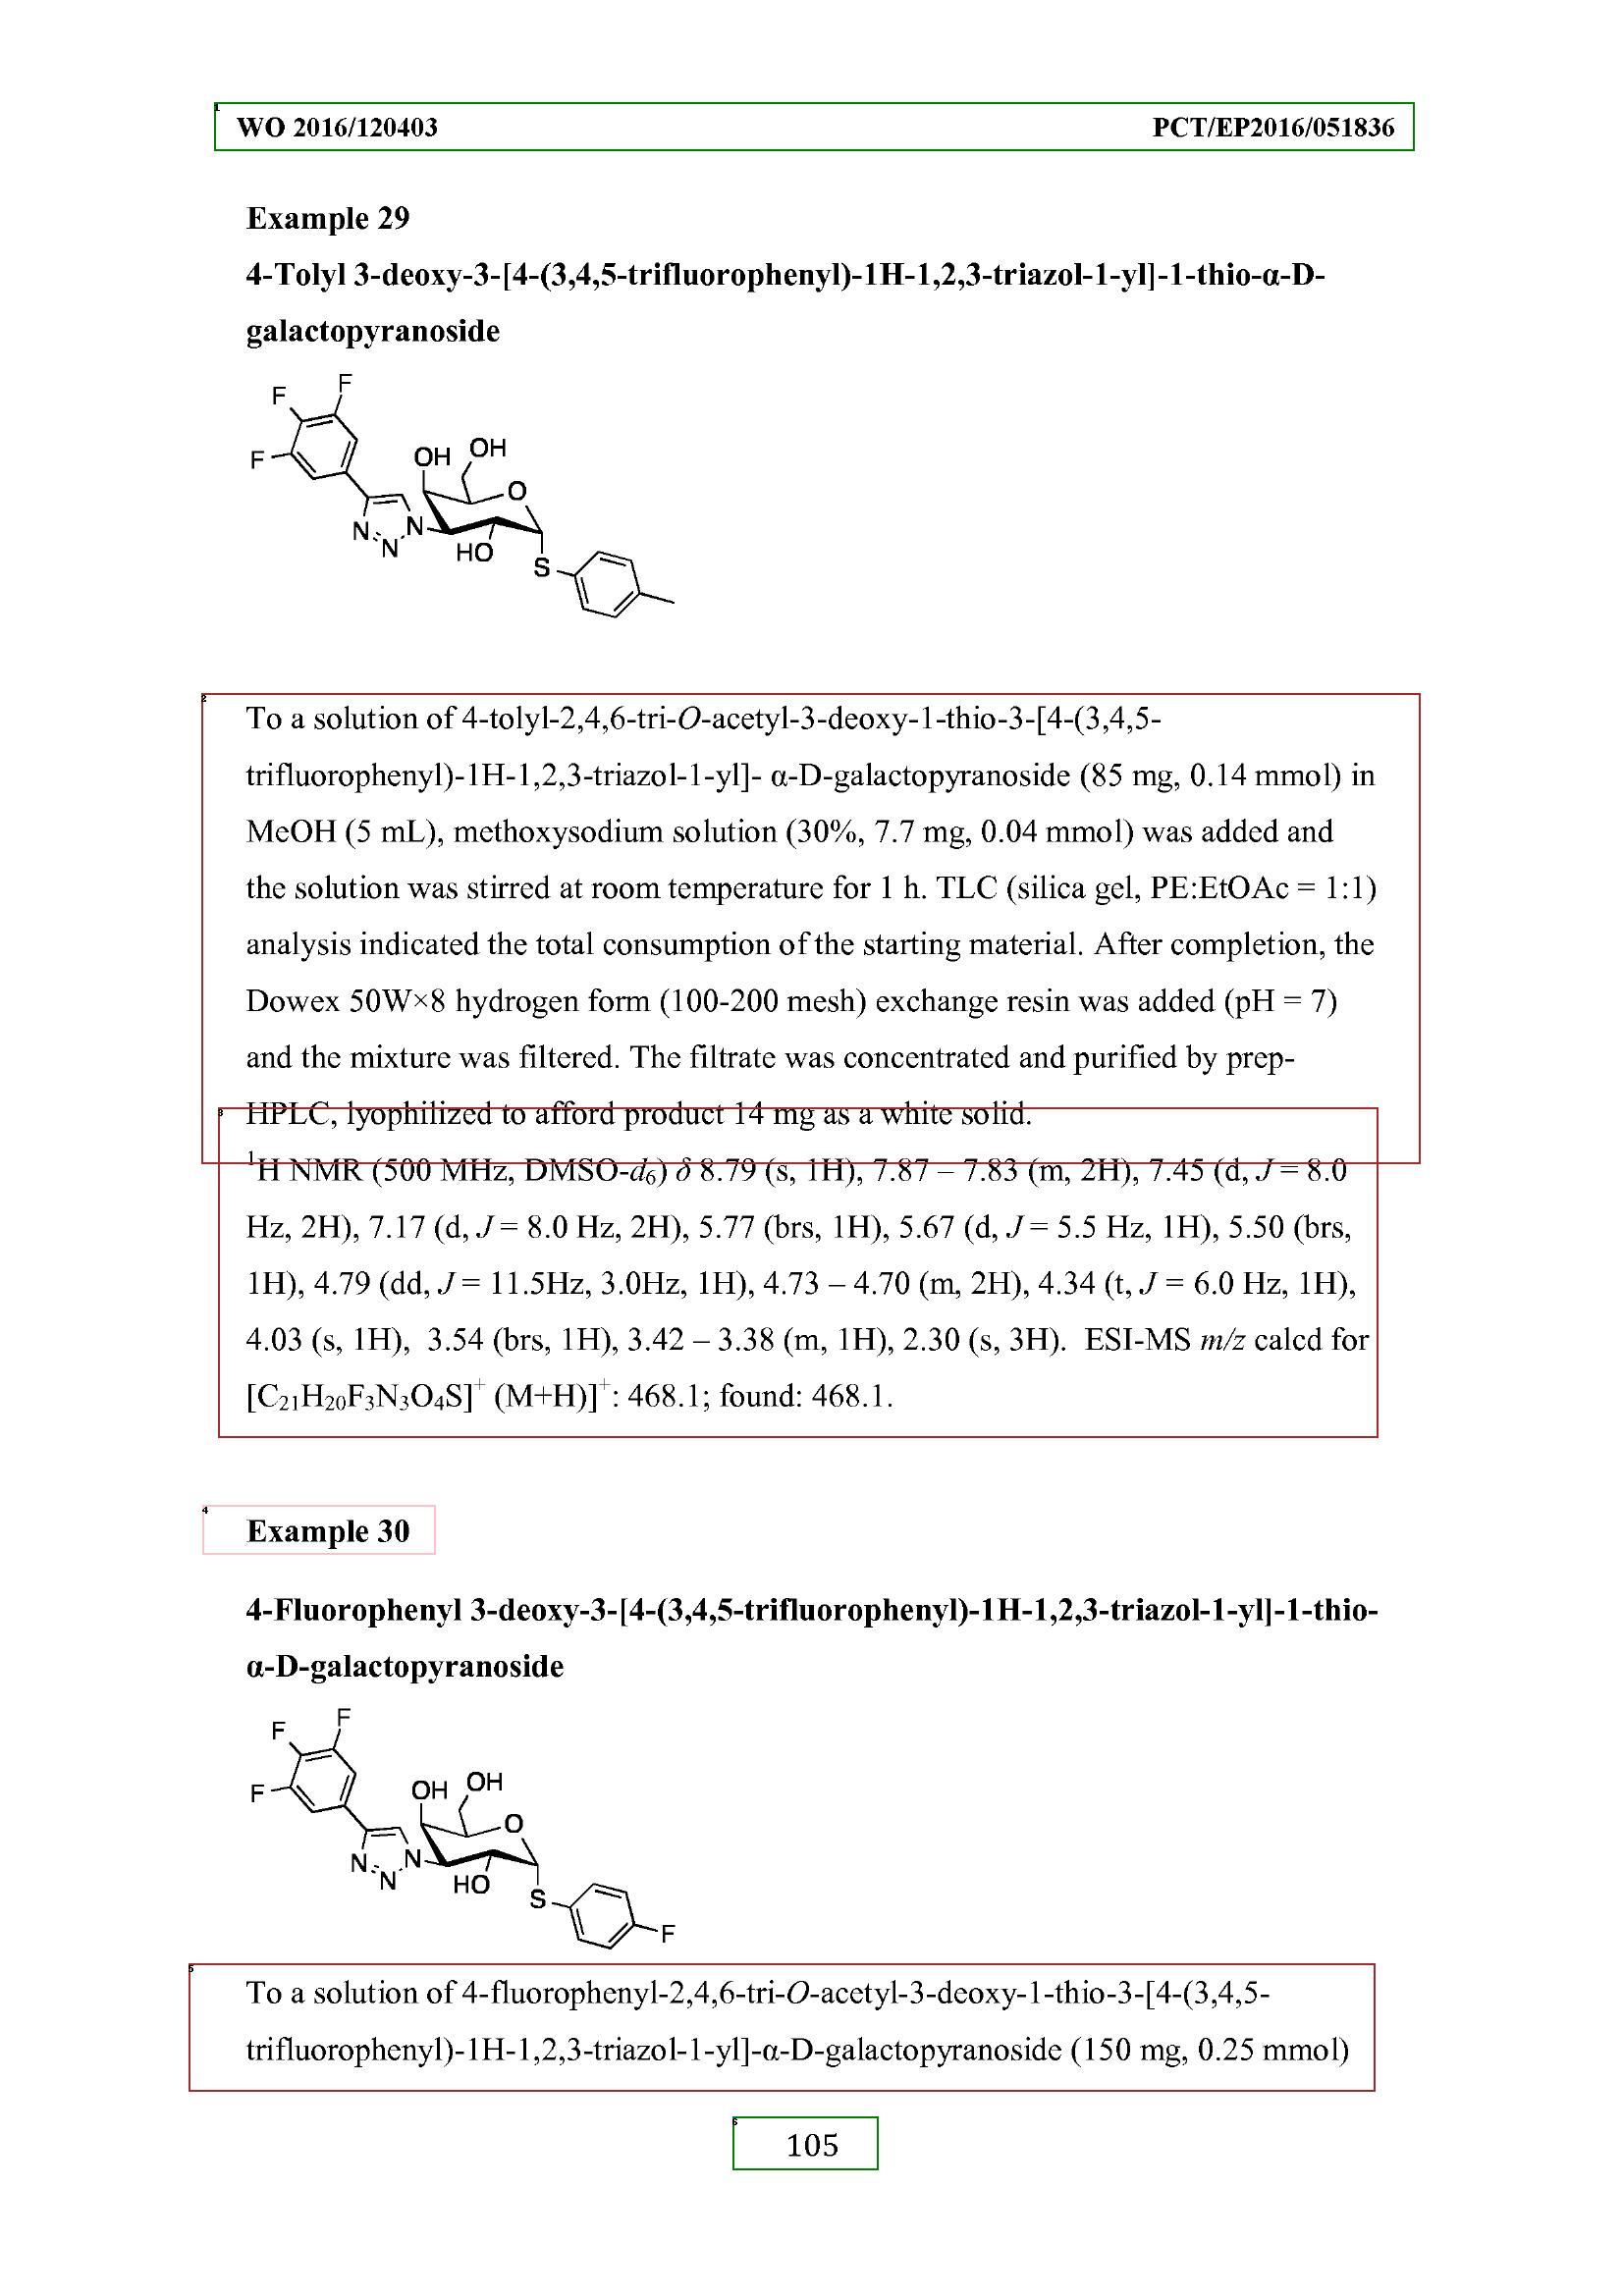 WO 2016/120403 PCT/EP2016/051836
Example 29
4-Tolyl 3-deoxy-3-[4-(3,4,5-trifluorophenyl)-1H-1,2,3-triazol-1-yl]-1-thio-α-D-
galactopyranoside
F
F
F
OH
OH
O
N
N
N
HO
S
2
To a solution of 4-tolyl-2,4,6-tri-O-acetyl-3-deoxy-1-thio-3-[4-(3,4,5-
trifluorophenyl)-1H-1,2,3-triazol-1-yl]- α-D-galactopyranoside (85 mg, 0.14 mmol) in
MeOH (5 mL), methoxysodium solution (30%, 7.7 mg, 0.04 mmol) was added and
the solution was stirred at room temperature for 1 h. TLC (silica gel, PE:EtOAc = 1:1)
analysis indicated the total consumption of the starting material. After completion, the
Dowex 50W×8 hydrogen form (100-200 mesh) exchange resin was added (pH = 7)
and the mixture was filtered. The filtrate was concentrated and purified by prep-
3
HPLC, lyophilized to afford product 14 mg as a white solid.
¹H NMR (500 MHz, DMSO-d₆) δ 8.79 (s, 1H), 7.87 – 7.83 (m, 2H), 7.45 (d, J = 8.0
Hz, 2H), 7.17 (d, J = 8.0 Hz, 2H), 5.77 (brs, 1H), 5.67 (d, J = 5.5 Hz, 1H), 5.50 (brs,
1H), 4.79 (dd, J = 11.5Hz, 3.0Hz, 1H), 4.73 – 4.70 (m, 2H), 4.34 (t, J = 6.0 Hz, 1H),
4.03 (s, 1H), 3.54 (brs, 1H), 3.42 – 3.38 (m, 1H), 2.30 (s, 3H). ESI-MS m/z calcd for
[C₂₁H₂₀F₃N₃O₄S]⁺ (M+H)]⁺: 468.1; found: 468.1.
4
Example 30
4-Fluorophenyl 3-deoxy-3-[4-(3,4,5-trifluorophenyl)-1H-1,2,3-triazol-1-yl]-1-thio-
α-D-galactopyranoside
F
F
F
OH
OH
O
N
N
N
HO
S
F
5
To a solution of 4-fluorophenyl-2,4,6-tri-O-acetyl-3-deoxy-1-thio-3-[4-(3,4,5-
trifluorophenyl)-1H-1,2,3-triazol-1-yl]-α-D-galactopyranoside (150 mg, 0.25 mmol)
105